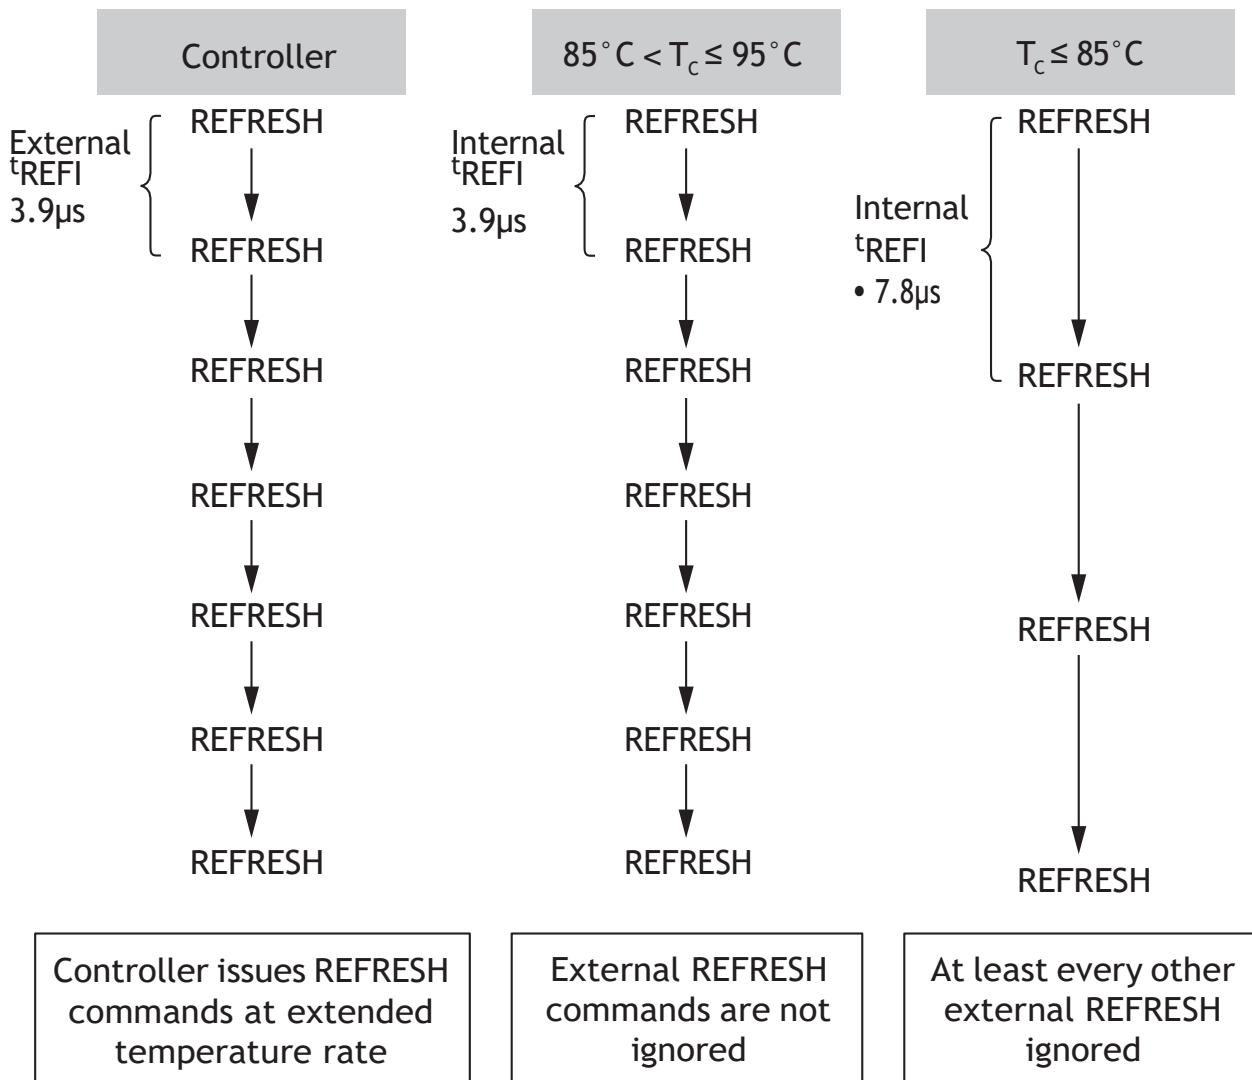 Controller
External
tREFI
3.9µs
REFRESH
REFRESH
REFRESH
REFRESH
REFRESH
REFRESH
REFRESH
Controller issues REFRESH
commands at extended
temperature rate
85°C < Tc ≤ 95°C
Internal
tREFI
3.9µs
REFRESH
REFRESH
REFRESH
REFRESH
REFRESH
REFRESH
REFRESH
External REFRESH
commands are not
ignored
Tc ≤ 85°C
Internal
tREFI
• 7.8µs
REFRESH
REFRESH
REFRESH
REFRESH
At least every other
external REFRESH
ignored